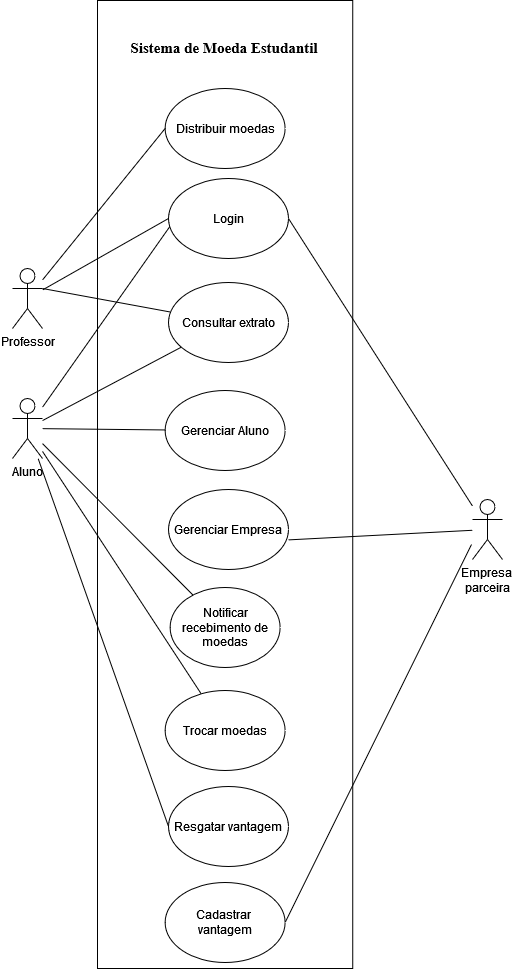 Sistema de Moeda Estudantil
Distribuir moedas
Login
Professor
Consultar extrato
Aluno
Gerenciar Aluno
Gerenciar Empresa
Empresa
parceira
Notificar
recebimento de
moedas
Trocar moedas
Resgatar vantagem
Cadastrar
vantagem